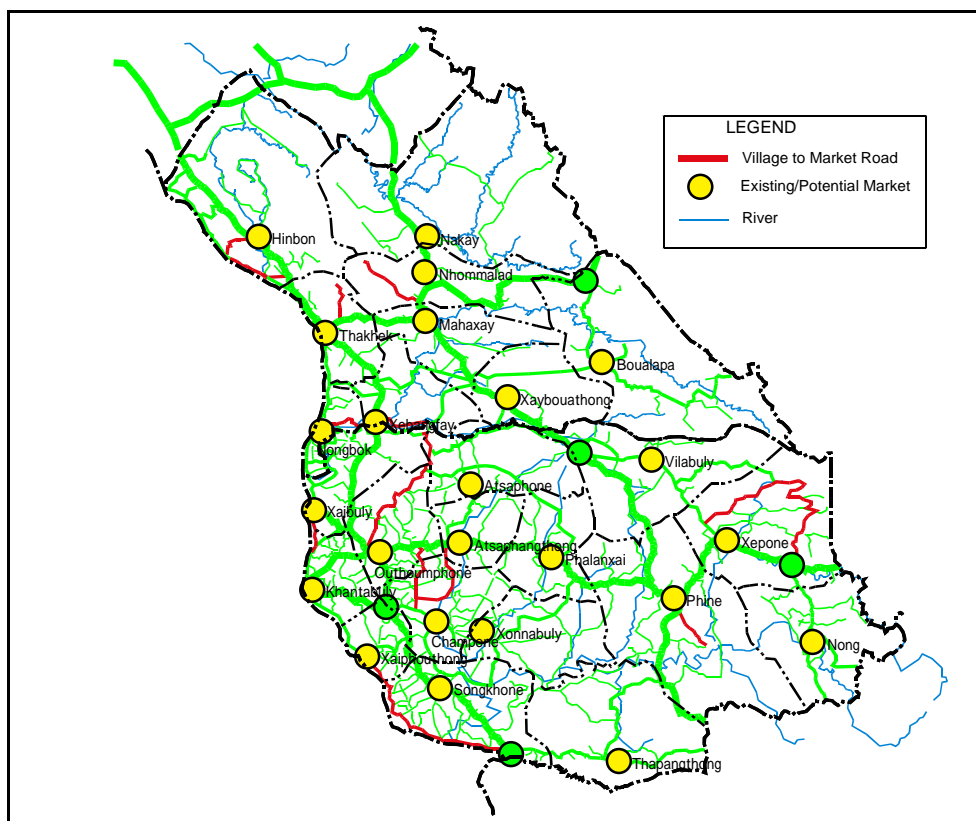 LEGEND
Village to Market Road
Existing/Potential Market
River
Hinbon
Nakay
Nhommalad
Mahaxay
Thakhek
Boualapa
Xaybouathong
Xebangfay
Nongbok
Vilabuly
Atsaphone
Xaibuly
Xepone
Atsaphangthong
Outhoumphone
Phalanxai
Khantabuly
Phine
Champone
Xonnabuly
Nong
Xaiphouthong
Songkhone
Thapangthong